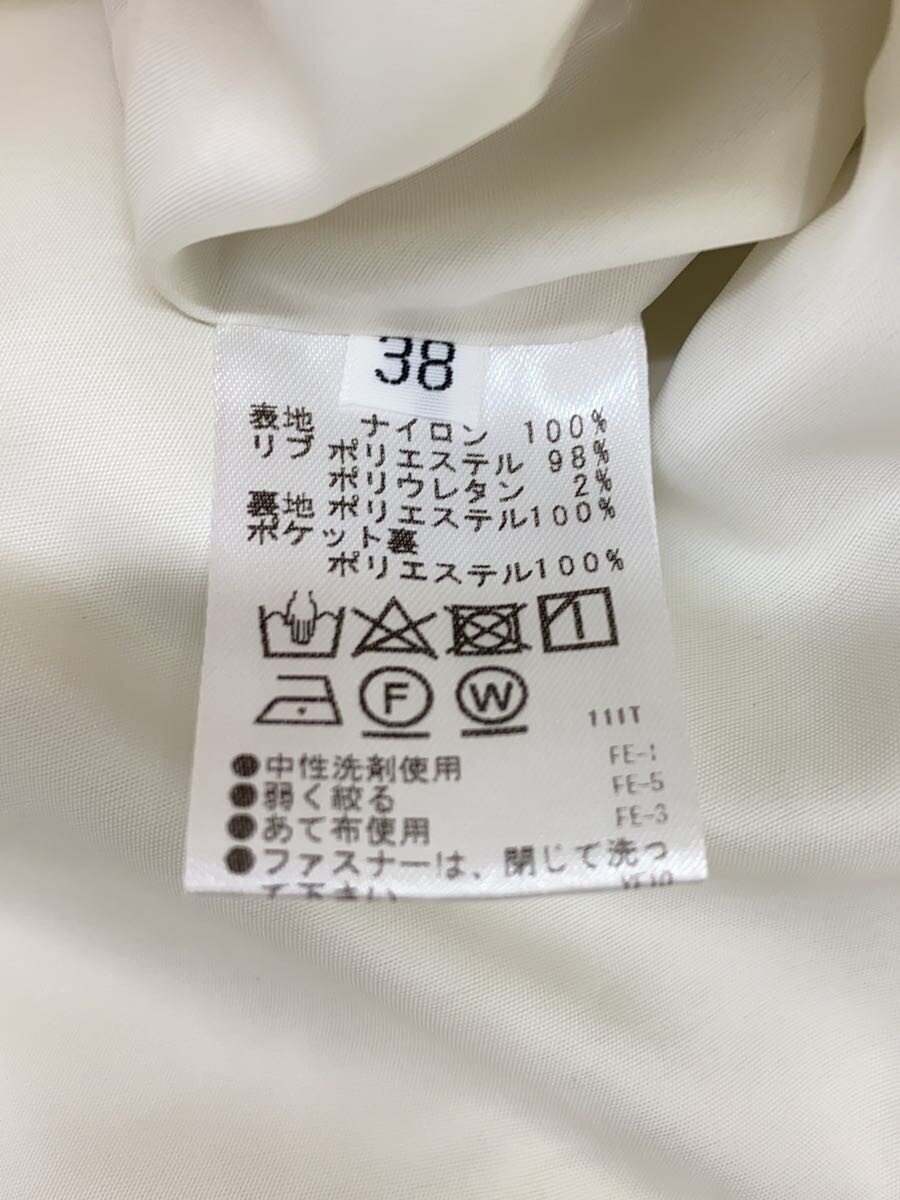 38
表地 ナイロン 100%
リブ ポリエステル 98%
ポリウレタン 2%
裏地 ポリエステル100%
ポケット裏
ポリエステル100%
F W
111T
●中性洗剤使用 FE-1
●弱く絞る FE-5
●あて布使用 FE-3
●ファスナーは、閉じて洗っ
て下さい